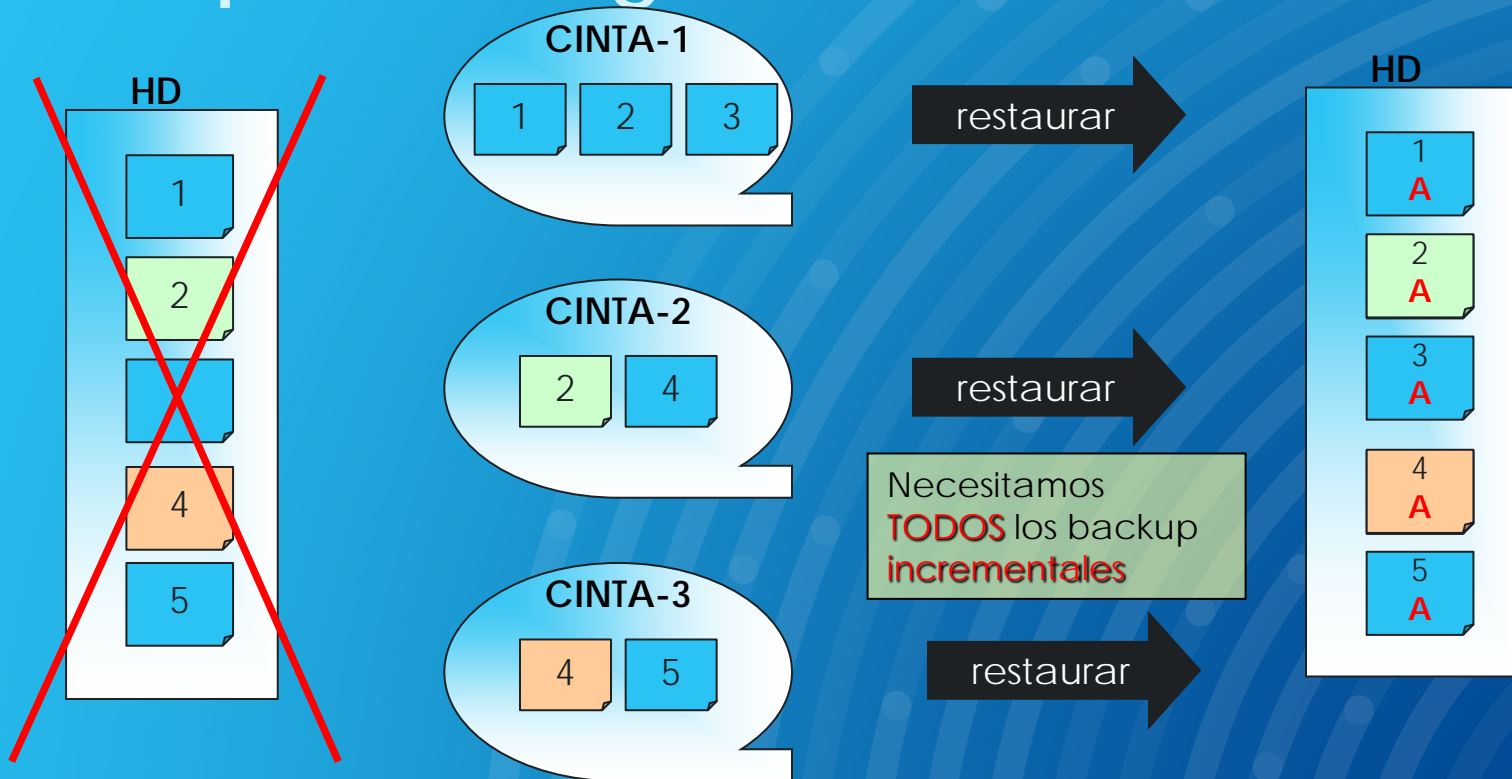 HD
1
2
4
5
CINTA-1
1 2 3
restaurar
CINTA-2
2 4
restaurar
Necesitamos
TODOS los backup
incrementales
CINTA-3
4 5
restaurar
HD
1
A
2
A
3
A
4
A
5
A